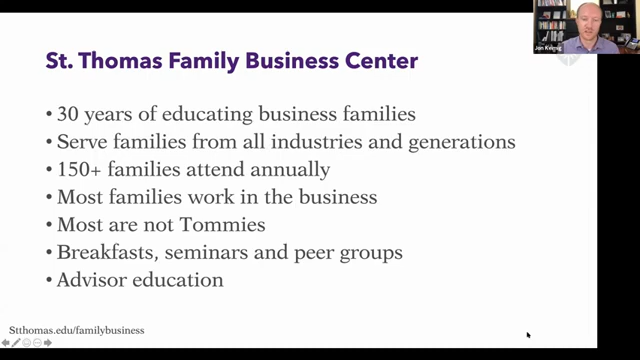 St. Thomas Family Business Center
• 30 years of educating business families
• Serve families from all industries and generations
• 150+ families attend annually
• Most families work in the business
• Most are not Tommies
• Breakfasts, seminars and peer groups
• Advisor education
Stthomas.edu/familybusiness